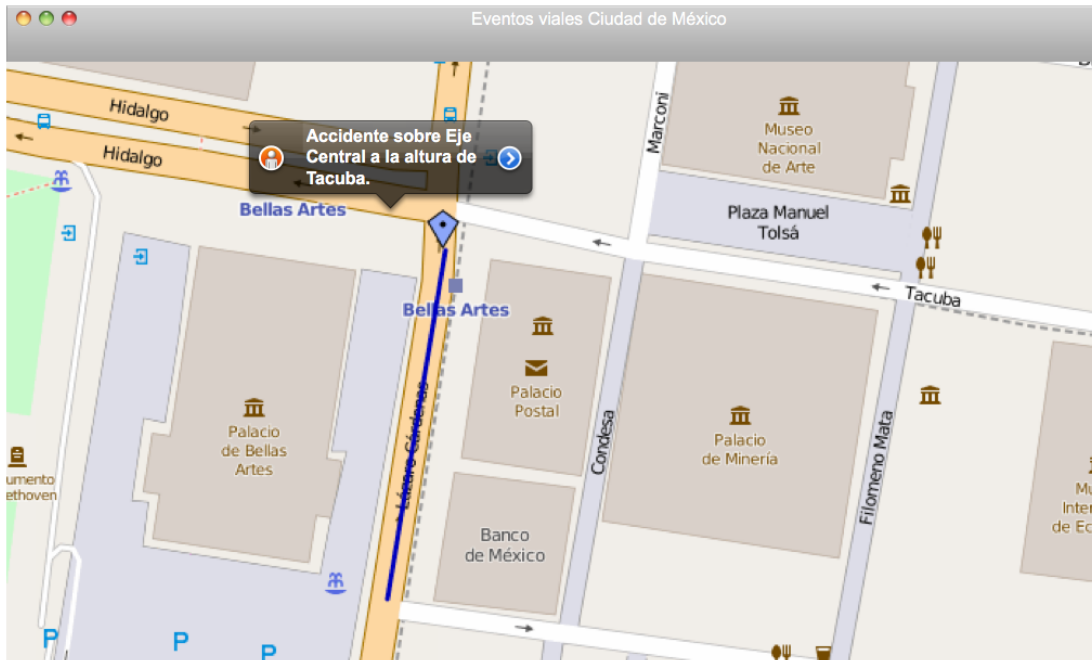 Eventos viales Ciudad de México
Hidalgo
Hidalgo
Accidente sobre Eje
Central a la altura de
Tacuba.
Bellas Artes
Marconi
Museo
Nacional
de Arte
Plaza Manuel
Tolsá
Tacuba
Bellas Artes
Palacio
Postal
Palacio
de Bellas
Artes
Lázaro Cárdenas
Condesa
Palacio
de Minería
Filomeno Mata
Banco
de México
umento
ethoven
Mu
Inter
de Ec
P
P
P